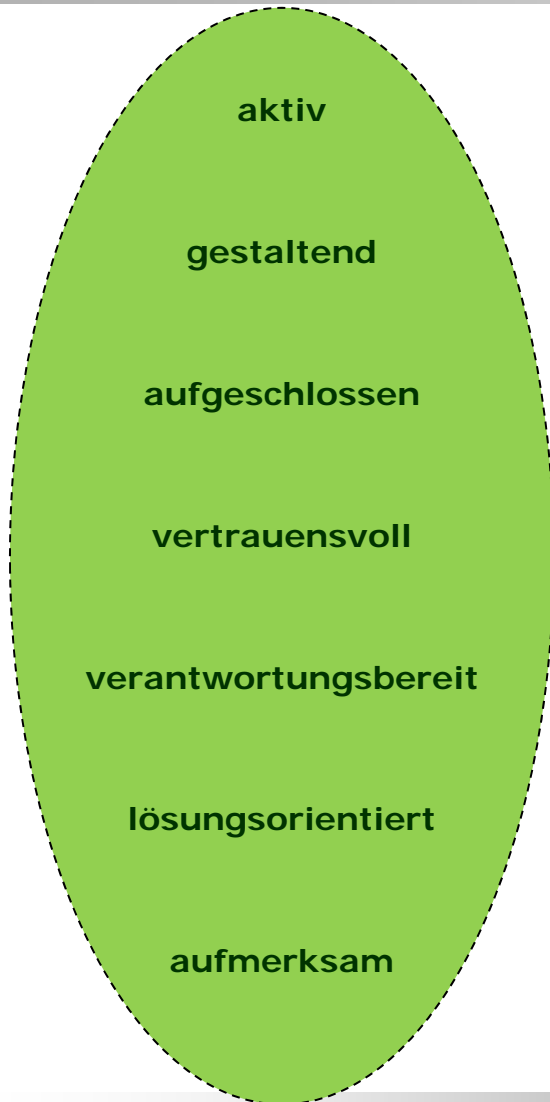 aktiv
gestaltend
aufgeschlossen
vertrauensvoll
verantwortungsbereit
lösungsorientiert
aufmerksam